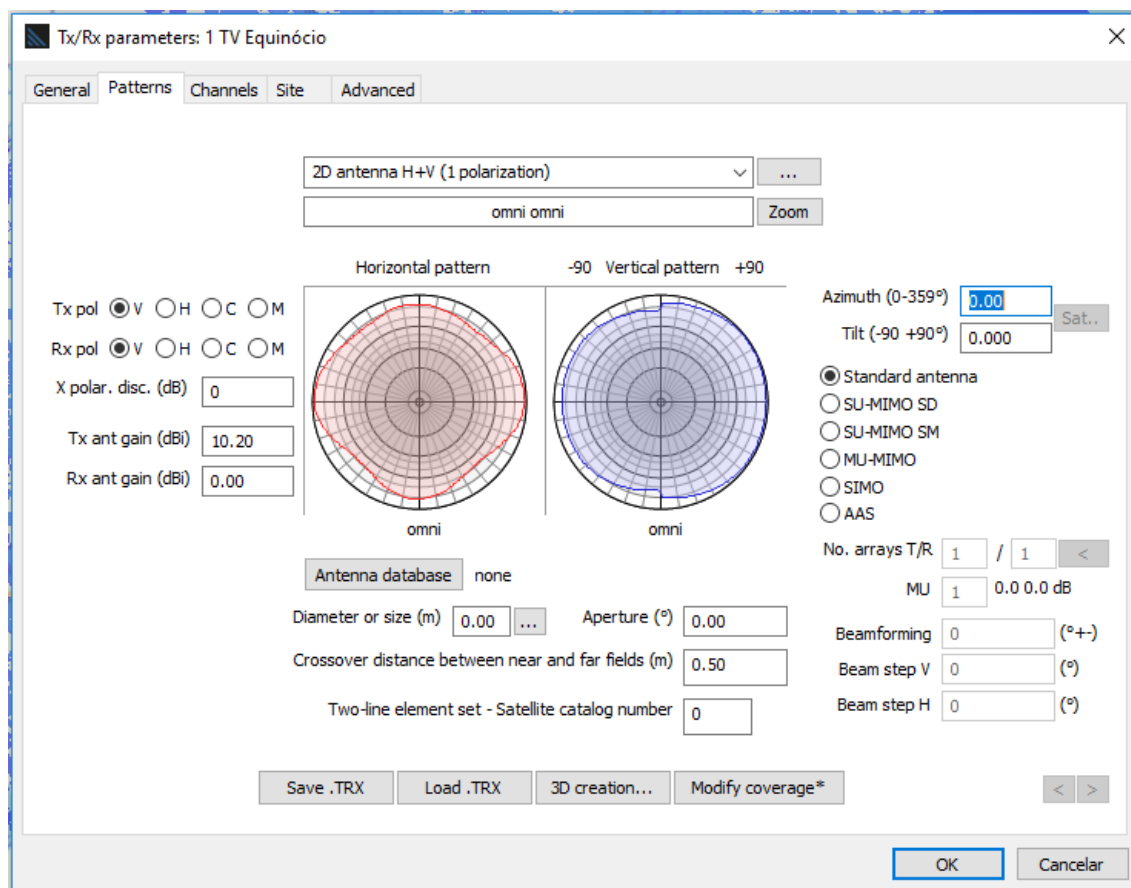 Tx/Rx parameters: 1 TV Equinócio
General Patterns Channels Site Advanced
2D antenna H+V (1 polarization) ...
omni omni Zoom
Horizontal pattern -90 Vertical pattern +90
Tx pol V H C M
Rx pol V H C M
X polar. disc. (dB) 0
Tx ant gain (dBi) 10.20
Rx ant gain (dBi) 0.00
omni omni
Azimuth (0-359°) 0.00
Tilt (-90 +90°) 0.000
Sat..
Standard antenna
SU-MIMO SD
SU-MIMO SM
MU-MIMO
SIMO
AAS
Antenna database none
Diameter or size (m) 0.00 ... Aperture (°) 0.00
Crossover distance between near and far fields (m) 0.50
Two-line element set - Satellite catalog number 0
No. arrays T/R 1 / 1 <
MU 1 0.0 0.0 dB
Beamforming 0 (°+-)
Beam step V 0 (°)
Beam step H 0 (°)
Save .TRX Load .TRX 3D creation... Modify coverage* < >
OK Cancelar